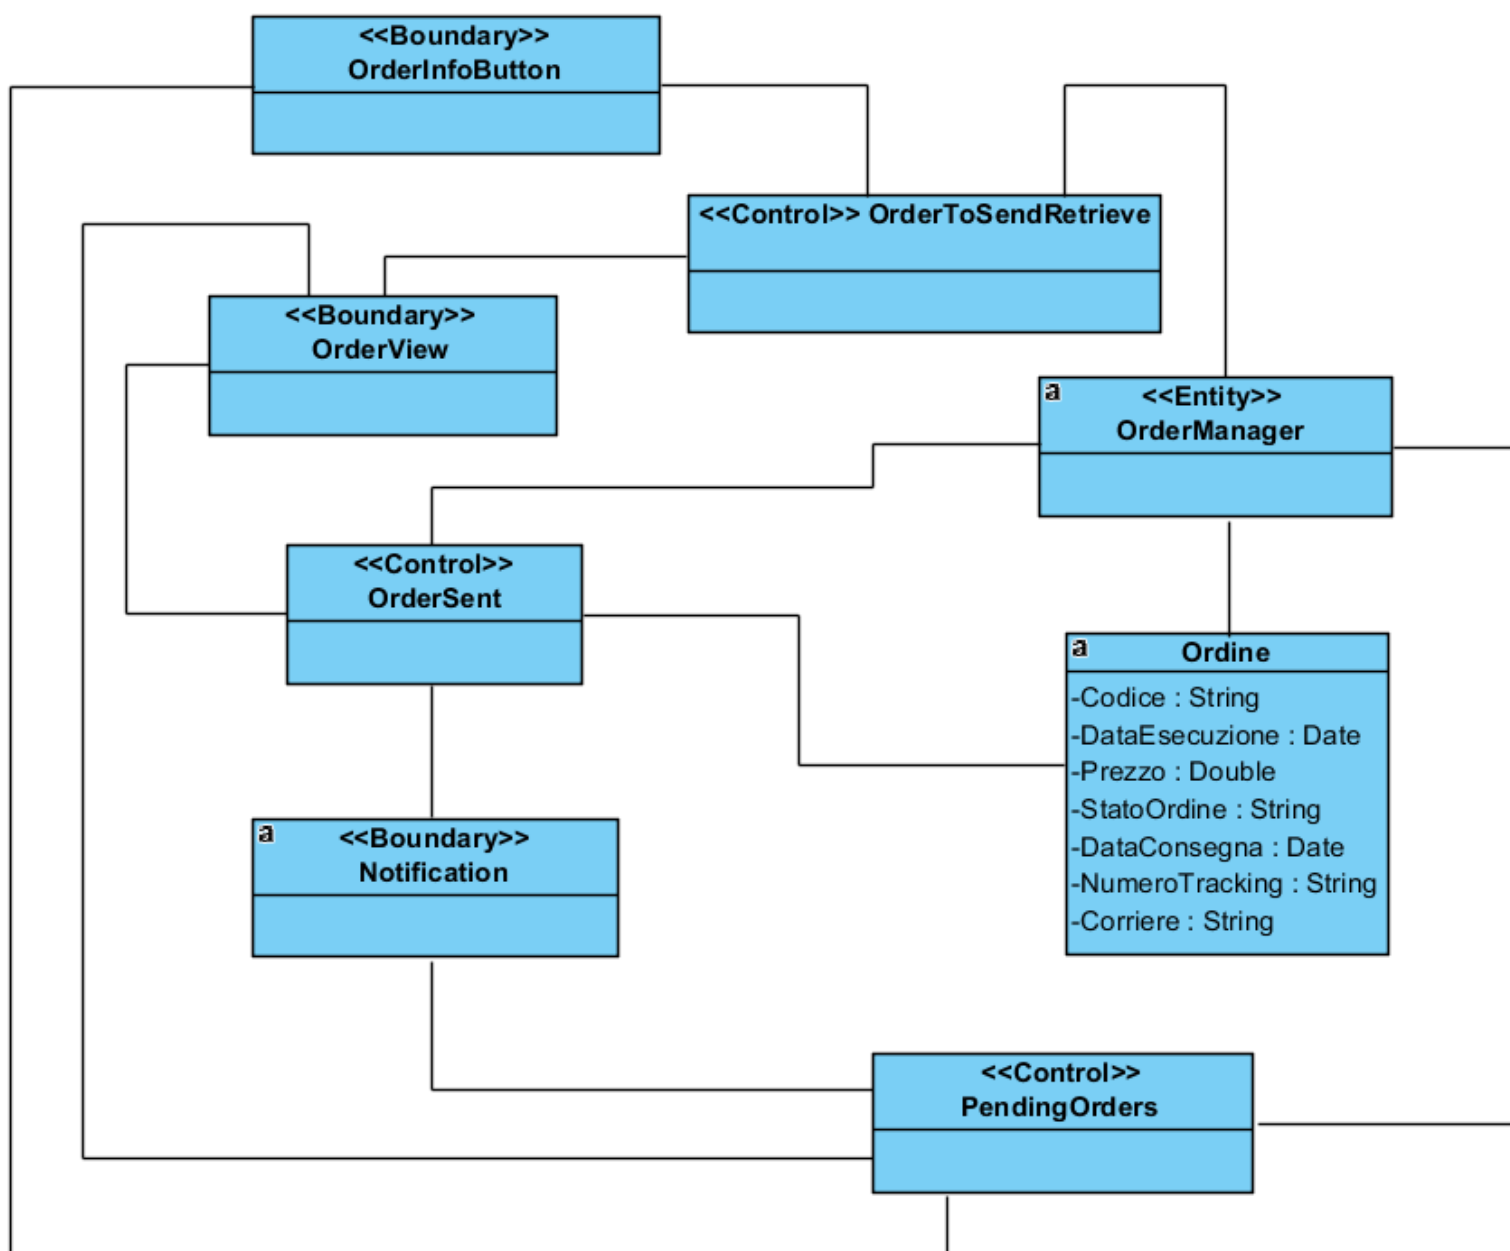 <<Boundary>>
OrderInfoButton
<<Control>> OrderToSendRetrieve
<<Boundary>>
OrderView
a
<<Entity>>
OrderManager
<<Control>>
OrderSent
a
Ordine
-Codice : String
-DataEsecuzione : Date
-Prezzo : Double
-StatoOrdine : String
-DataConsegna : Date
-NumeroTracking : String
-Corriere : String
a
<<Boundary>>
Notification
<<Control>>
PendingOrders